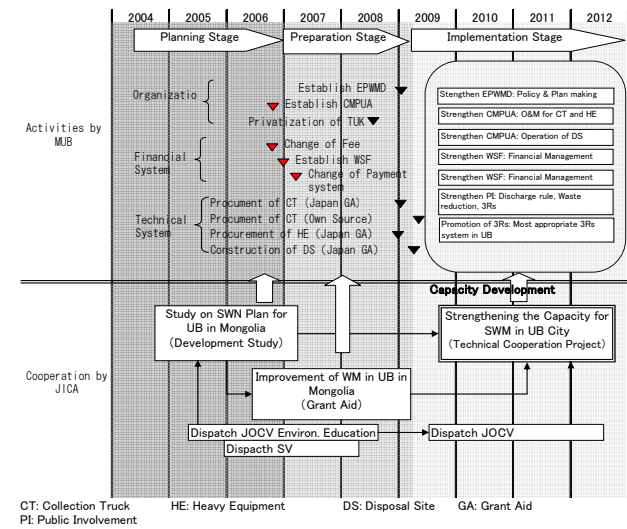 2004 2005 2006 2007 2008 2009 2010 2011 2012
Planning Stage
Preparation Stage
Implementation Stage
Activities by
MUB
Organizatio
Establish EPWMD
Establish CMPUA
Privatization of TUK
Financial
System
Change of Fee
Establish WSF
Change of Payment
system
Technical
System
Procument of CT (Japan GA)
Procument of CT (Own Source)
Procurement of HE (Japan GA)
Construction of DS (Japan GA)
Stengthen EPWMD: Policy & Plan making
Strengthen CMPUA: O&M for CT and HE
Strengthen CMPUA: Operation of DS
Strengthen WSF: Financial Management
Strengthen WSF: Financial Management
Strengthen PI: Discharge rule, Waste
reduction, 3Rs
Promotion of 3Rs: Most appropriate 3Rs
system in UB
Capacity Development
Cooperation by
JICA
Study on SWN Plan for
UB in Mongolia
(Development Study)
Strengthening the Capacity for
SWM in UB City
(Technical Cooperation Project)
Improvement of WM in UB in
Mongolia
(Grant Aid)
Dispatch JOCV Environ. Education
Dispatch JOCV
Dispacth SV
CT: Collection Truck HE: Heavy Equipment DS: Disposal Site GA: Grant Aid
PI: Public Involvement